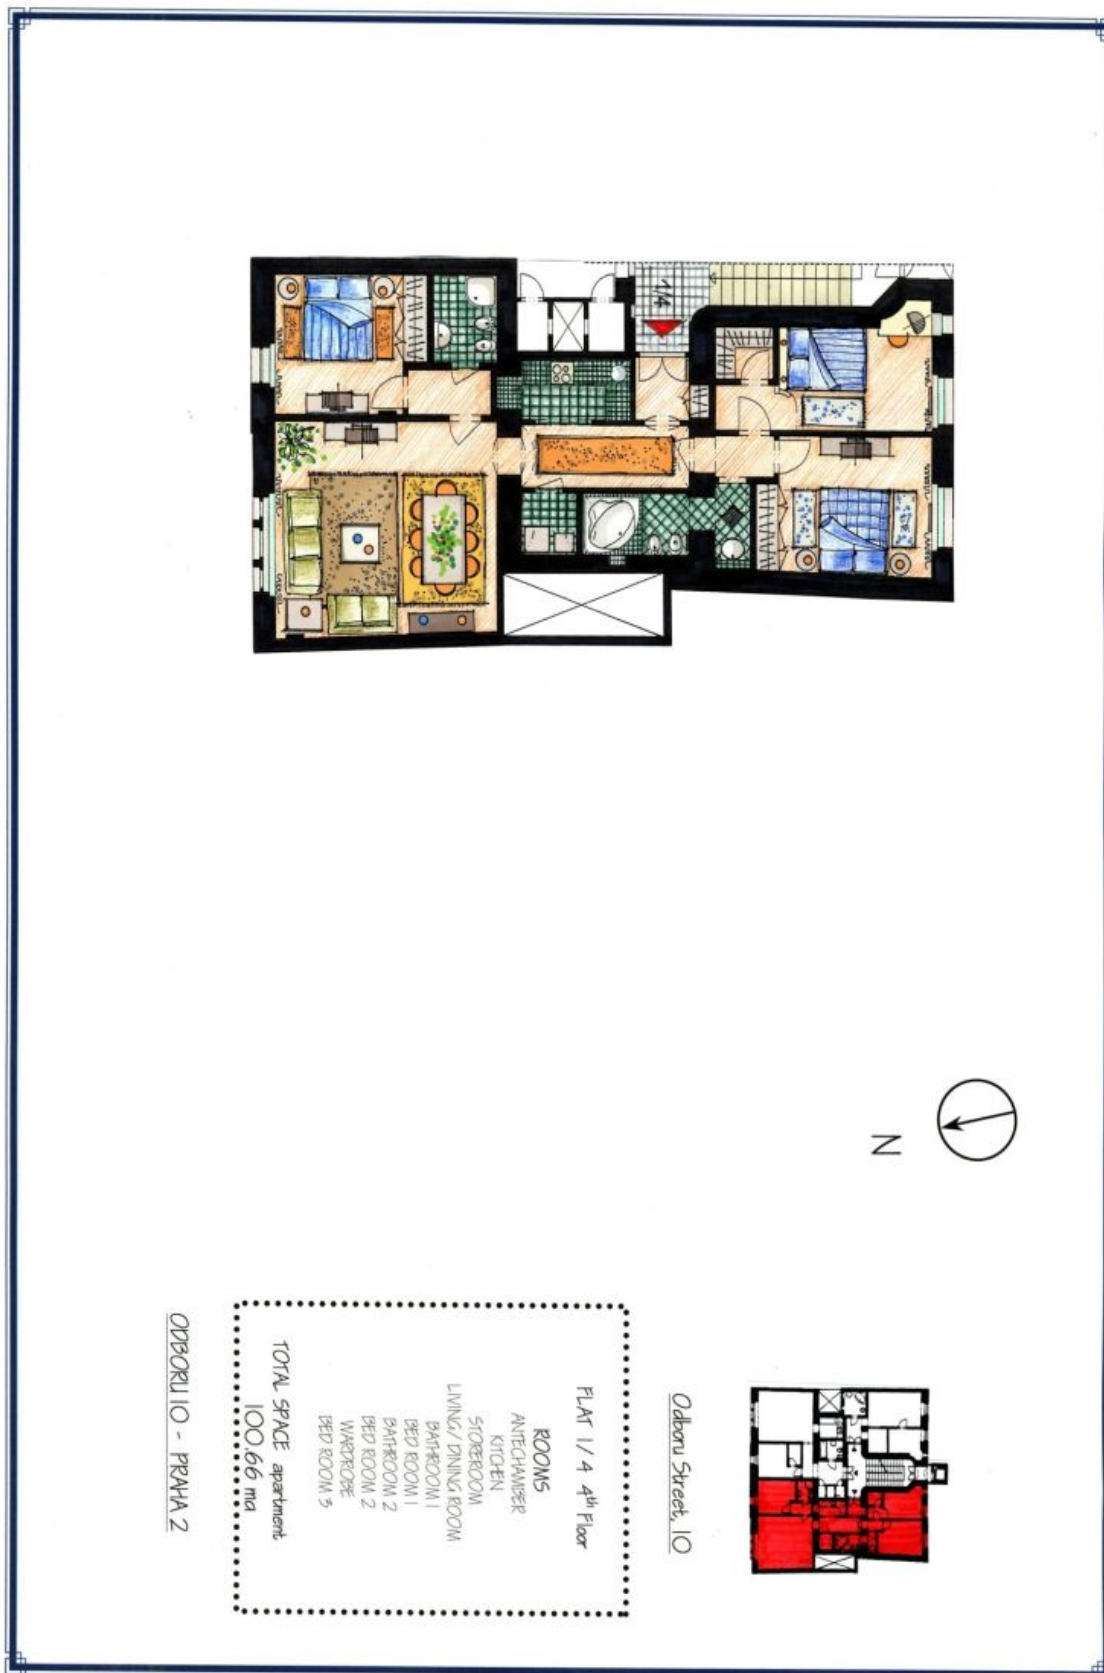 1/4
N
Odboru Street, 10
FLAT 1/4 4th Floor
ROOMS
ANTECHAMBER
KITCHEN
STOREROOM
LIVING/DINING ROOM
BATHROOM 1
BED ROOM 1
BATHROOM 2
BED ROOM 2
WARDROBE
BED ROOM 3
TOTAL SPACE apartment
100.66 mq
ODBORU 10 - PRAHA 2